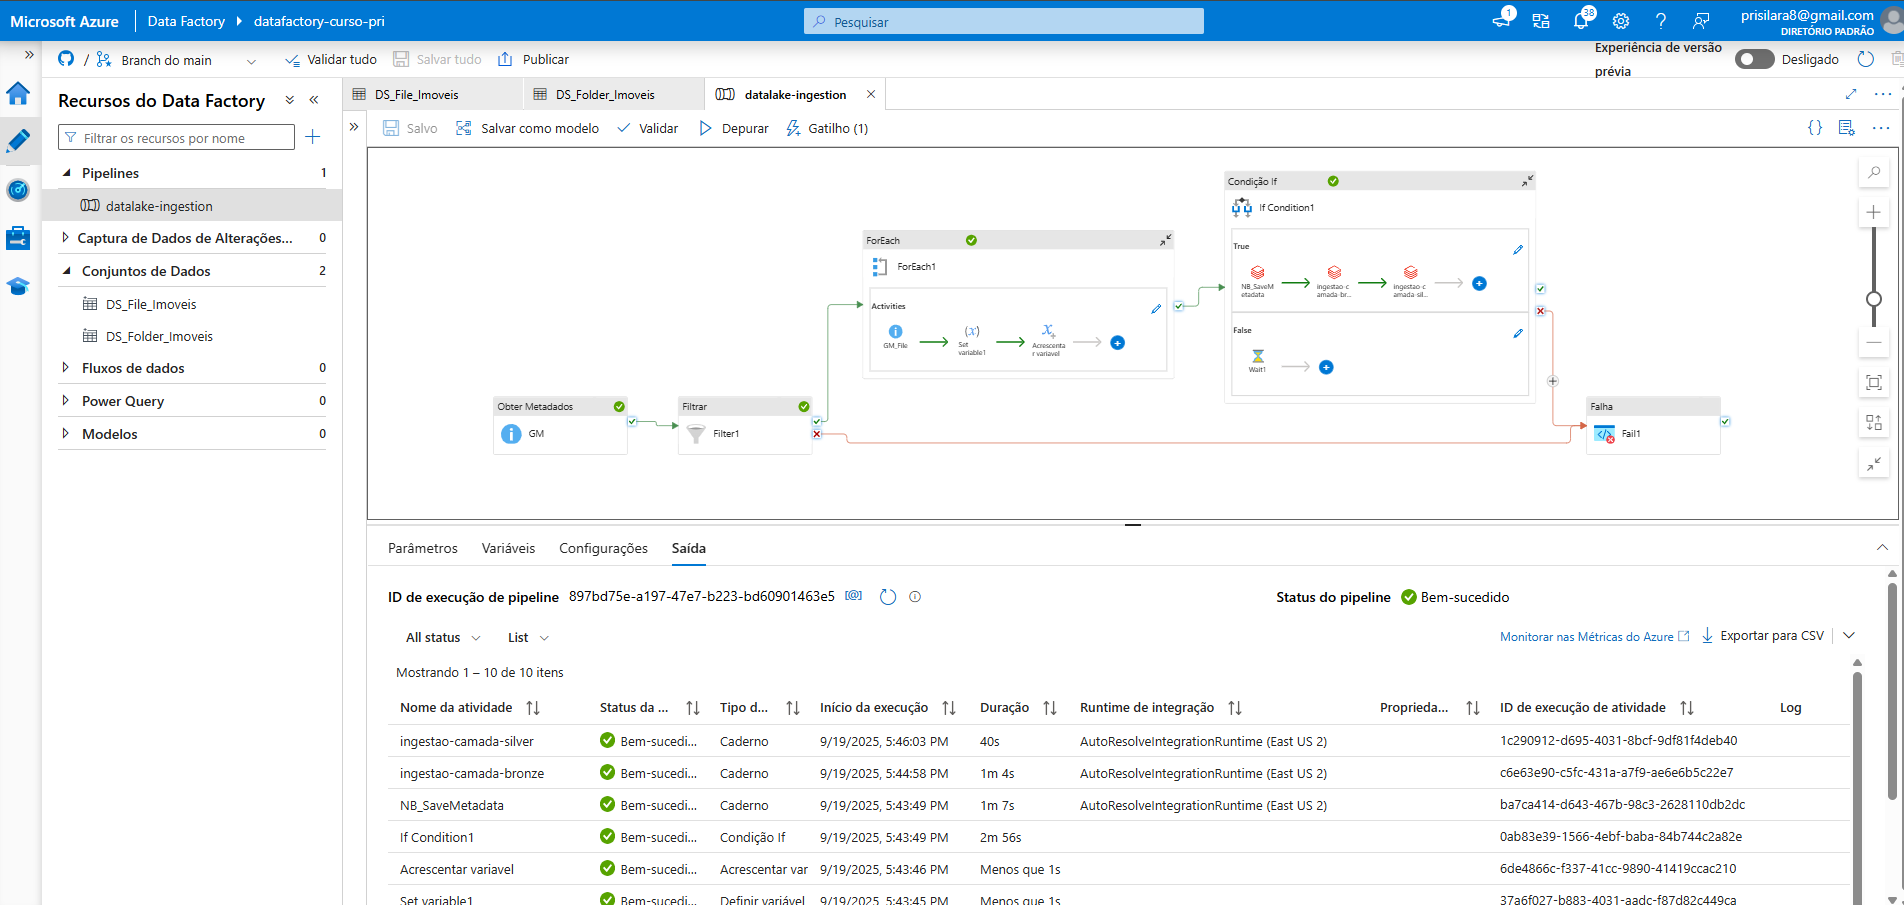 Microsoft Azure
Data Factory
datafactory-curso-pri
Pesquisar
1
38
prisilara8@gmail.com
DIRETÓRIO PADRÃO
/ Branch do main
Validar tudo
Salvar tudo
Publicar
Experiência de versão
prévia
Desligado
Recursos do Data Factory
Filtrar os recursos por nome
Pipelines 1
datalake-ingestion
Captura de Dados de Alterações... 0
Conjuntos de Dados 2
DS_File_Imoveis
DS_Folder_Imoveis
Fluxos de dados 0
Power Query 0
Modelos 0
DS_File_Imoveis
DS_Folder_Imoveis
datalake-ingestion
Salvo
Salvar como modelo
Validar
Depurar
Gatilho (1)
Obter Metadados
GM
Filtrar
Filter1
ForEach
ForEach1
Activities
GM_File
Set
variable1
Acrescenta
r variavel
Condição If
If Condition1
True
NB_SaveM
etadata
ingestao-c
amada-br...
ingestao-c
amada-sil...
False
Wait1
Falha
Fail1
Parâmetros
Variáveis
Configurações
Saída
ID de execução de pipeline 897bd75e-a197-47e7-b223-bd60901463e5
Status do pipeline Bem-sucedido
All status
List
Monitorar nas Métricas do Azure
Exportar para CSV
Mostrando 1 – 10 de 10 itens
Nome da atividade Status da ... Tipo d... Início da execução Duração Runtime de integração Proprieda... ID de execução de atividade Log
ingestao-camada-silver Bem-sucedi... Caderno 9/19/2025, 5:46:03 PM 40s AutoResolveIntegrationRuntime (East US 2) 1c290912-d695-4031-8bcf-9df81f4deb40
ingestao-camada-bronze Bem-sucedi... Caderno 9/19/2025, 5:44:58 PM 1m 4s AutoResolveIntegrationRuntime (East US 2) c6e63e90-c5fc-431a-a7f9-ae6e6b5c22e7
NB_SaveMetadata Bem-sucedi... Caderno 9/19/2025, 5:43:49 PM 1m 7s AutoResolveIntegrationRuntime (East US 2) ba7ca414-d643-467b-98c3-2628110db2dc
If Condition1 Bem-sucedi... Condição If 9/19/2025, 5:43:49 PM 2m 56s 0ab83e39-1566-4ebf-baba-84b744c2a82e
Acrescentar variavel Bem-sucedi... Acrescentar var 9/19/2025, 5:43:46 PM Menos que 1s 6de4866c-f337-41cc-9890-41419ccac210
Set variable1 Bem-sucedi... Definir variável 9/19/2025, 5:43:45 PM Menos que 1s 37a6f027-b883-4031-aadc-f87d82c449ca